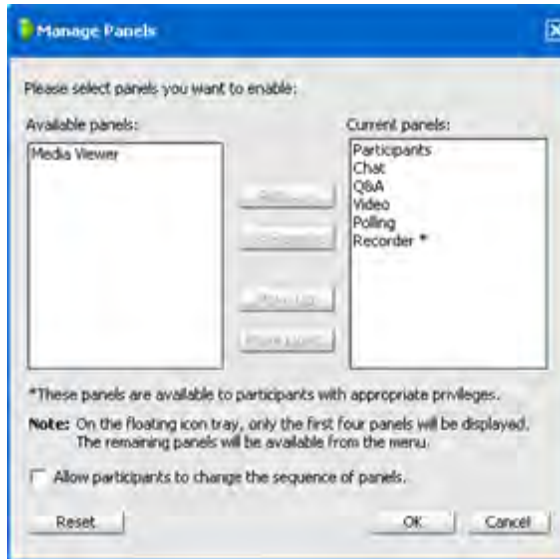 Manage Panels
Please select panels you want to enable:
Available panels:
Current panels:
Media Viewer
Participants
Chat
Q&A
Video
Polling
Recorder *
*These panels are available to participants with appropriate privileges.
Note: On the floating icon tray, only the first four panels will be displayed.
The remaining panels will be available from the menu.
Allow participants to change the sequence of panels.
Reset
OK
Cancel